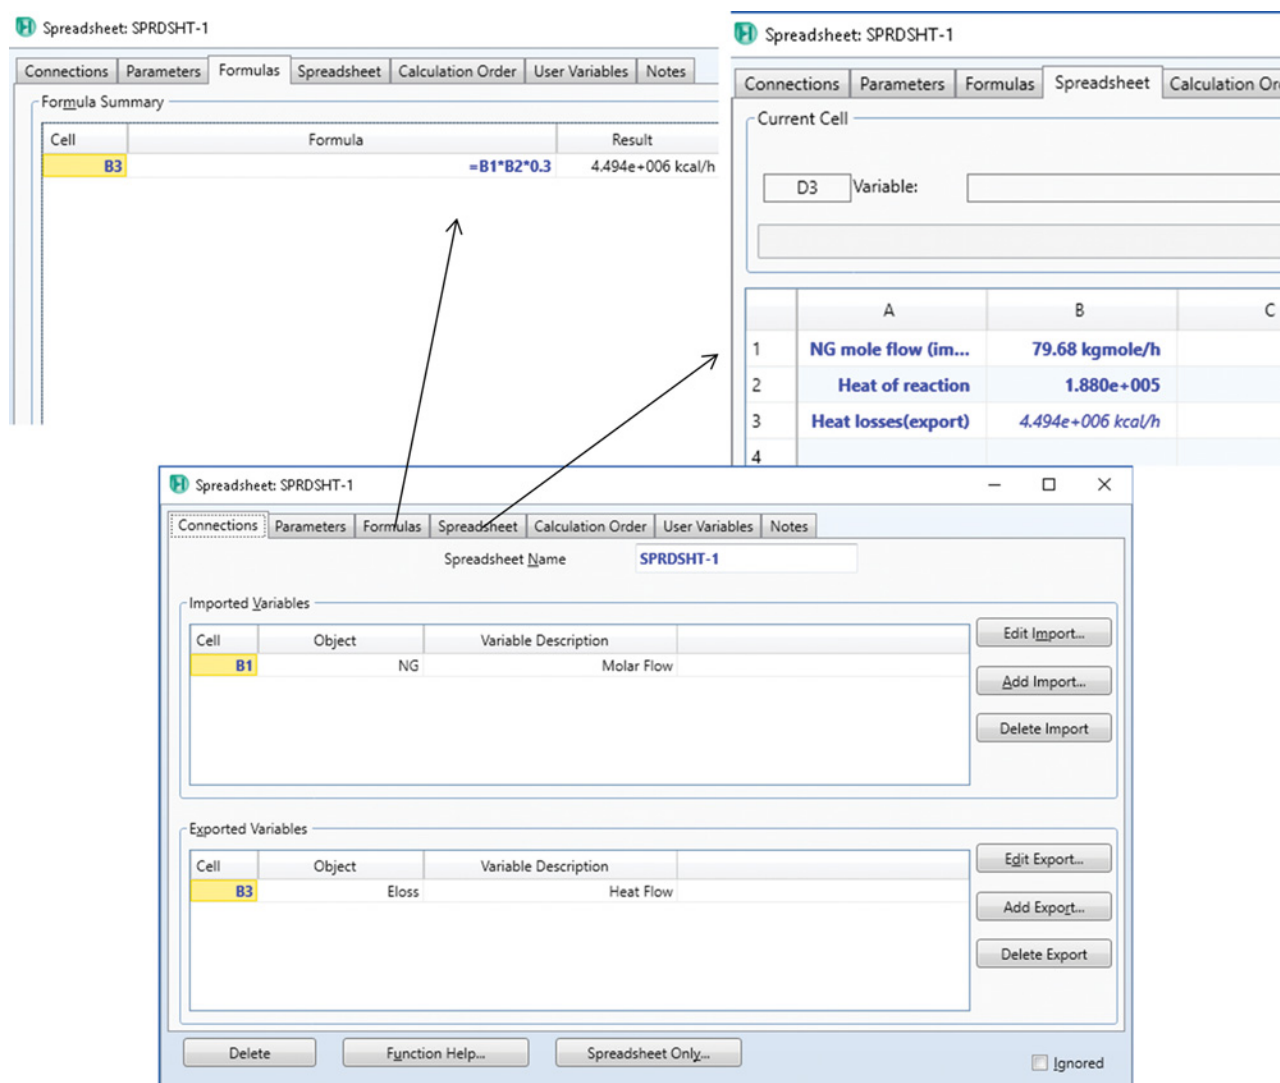 Spreadsheet: SPRDSHT-1
Connections Parameters Formulas Spreadsheet Calculation Order User Variables Notes
Formula Summary
Cell Formula Result
B3 =B1*B2*0.3 4.494e+006 kcal/h
Spreadsheet: SPRDSHT-1
Connections Parameters Formulas Spreadsheet Calculation Or
Current Cell
D3 Variable:
A B C
1 NG mole flow (im... 79.68 kgmole/h
2 Heat of reaction 1.880e+005
3 Heat losses(export) 4.494e+006 kcal/h
4
Spreadsheet: SPRDSHT-1
Connections Parameters Formulas Spreadsheet Calculation Order User Variables Notes
Spreadsheet Name SPRDSHT-1
Imported Variables
Cell Object Variable Description
B1 NG Molar Flow
Edit Import...
Add Import...
Delete Import
Exported Variables
Cell Object Variable Description
B3 Eloss Heat Flow
Edit Export...
Add Export...
Delete Export
Delete Function Help... Spreadsheet Only...
Ignored